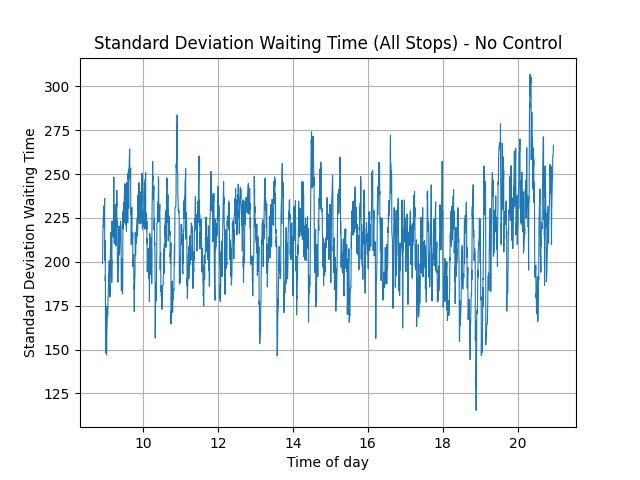 Standard Deviation Waiting Time (All Stops) - No Control
300
275
250
225
200
175
150
125
Standard Deviation Waiting Time
10 12 14 16 18 20
Time of day